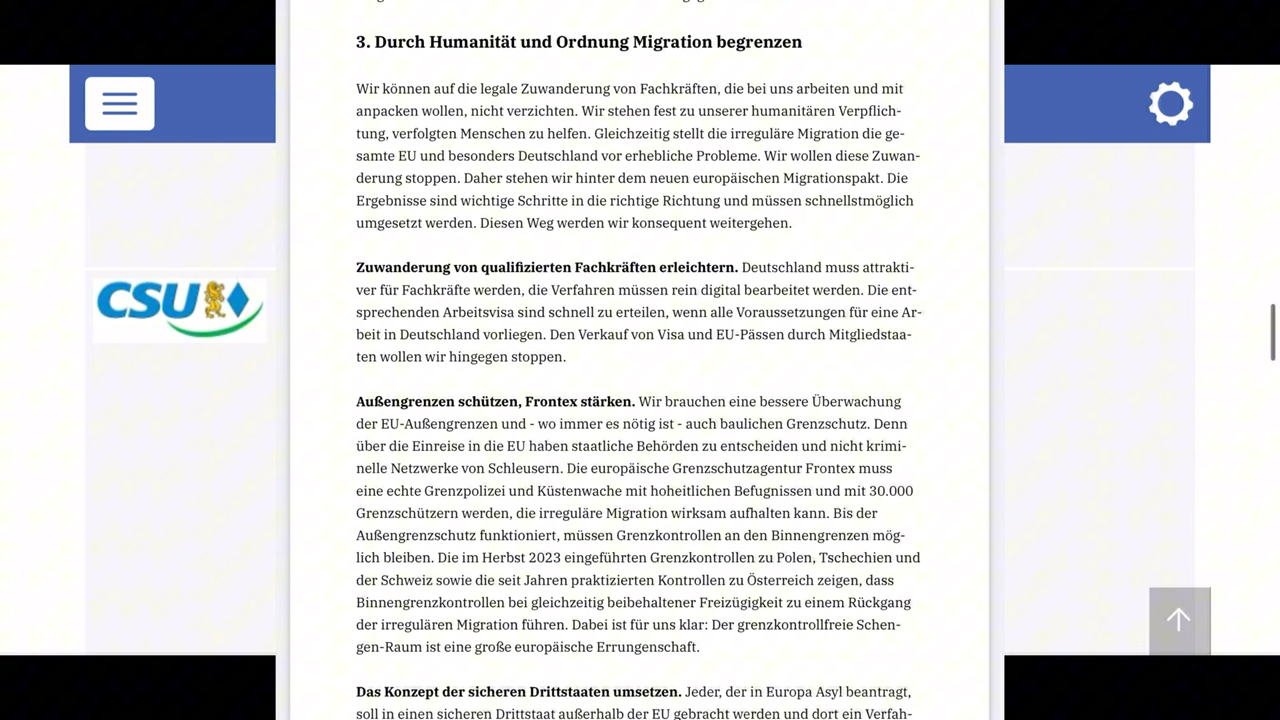 3. Durch Humanität und Ordnung Migration begrenzen
Wir können auf die legale Zuwanderung von Fachkräften, die bei uns arbeiten und mit
anpacken wollen, nicht verzichten. Wir stehen fest zu unserer humanitären Verpflich-
tung, verfolgten Menschen zu helfen. Gleichzeitig stellt die irreguläre Migration die ge-
samte EU und besonders Deutschland vor erhebliche Probleme. Wir wollen diese Zuwan-
derung stoppen. Daher stehen wir hinter dem neuen europäischen Migrationspakt. Die
Ergebnisse sind wichtige Schritte in die richtige Richtung und müssen schnellstmöglich
umgesetzt werden. Diesen Weg werden wir konsequent weitergehen.
Zuwanderung von qualifizierten Fachkräften erleichtern. Deutschland muss attrakti-
ver für Fachkräfte werden, die Verfahren müssen rein digital bearbeitet werden. Die ent-
sprechenden Arbeitsvisa sind schnell zu erteilen, wenn alle Voraussetzungen für eine Ar-
beit in Deutschland vorliegen. Den Verkauf von Visa und EU-Pässen durch Mitgliedstaa-
ten wollen wir hingegen stoppen.
CSU
Außengrenzen schützen, Frontex stärken. Wir brauchen eine bessere Überwachung
der EU-Außengrenzen und - wo immer es nötig ist - auch baulichen Grenzschutz. Denn
über die Einreise in die EU haben staatliche Behörden zu entscheiden und nicht krimi-
nelle Netzwerke von Schleusern. Die europäische Grenzschutzagentur Frontex muss
eine echte Grenzpolizei und Küstenwache mit hoheitlichen Befugnissen und mit 30.000
Grenzschützern werden, die irreguläre Migration wirksam aufhalten kann. Bis der
Außengrenzschutz funktioniert, müssen Grenzkontrollen an den Binnengrenzen mög-
lich bleiben. Die im Herbst 2023 eingeführten Grenzkontrollen zu Polen, Tschechien und
der Schweiz sowie die seit Jahren praktizierten Kontrollen zu Österreich zeigen, dass
Binnengrenzkontrollen bei gleichzeitig beibehaltener Freizügigkeit zu einem Rückgang
der irregulären Migration führen. Dabei ist für uns klar: Der grenzkontrollfreie Schen-
gen-Raum ist eine große europäische Errungenschaft.
Das Konzept der sicheren Drittstaaten umsetzen. Jeder, der in Europa Asyl beantragt,
soll in einen sicheren Drittstaat außerhalb der EU gebracht werden und dort ein Verfah-